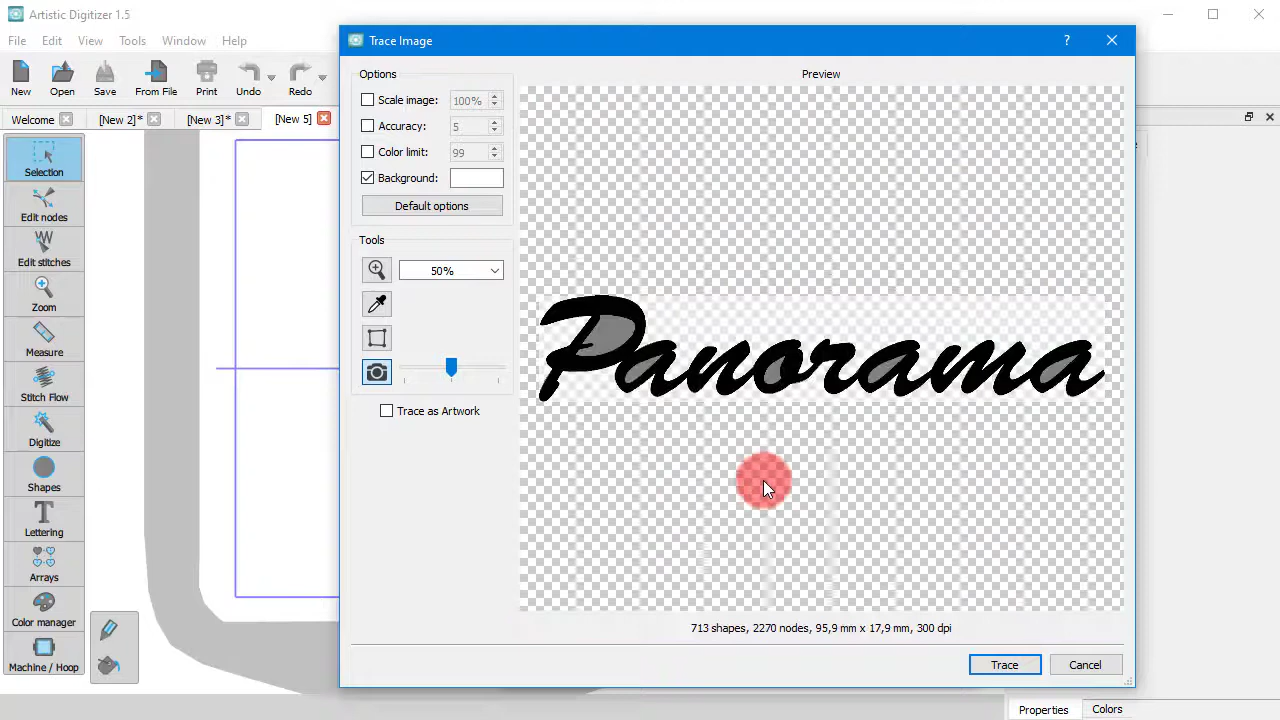 Artistic Digitizer 1.5
File Edit View Tools Window Help
New Open Save From File Print Undo Redo
Welcome [New 2]* [New 3]* [New 5]
Selection
Edit nodes
Edit stitches
Zoom
Measure
Stitch Flow
Digitize
Shapes
Lettering
Arrays
Color manager
Machine / Hoop
Trace Image
?
Options
Scale image: 100%
Accuracy: 5
Color limit: 99
Background:
Default options
Tools
50%
Trace as Artwork
Preview
Panorama
713 shapes, 2270 nodes, 95,9 mm x 17,9 mm, 300 dpi
Trace Cancel
Properties Colors